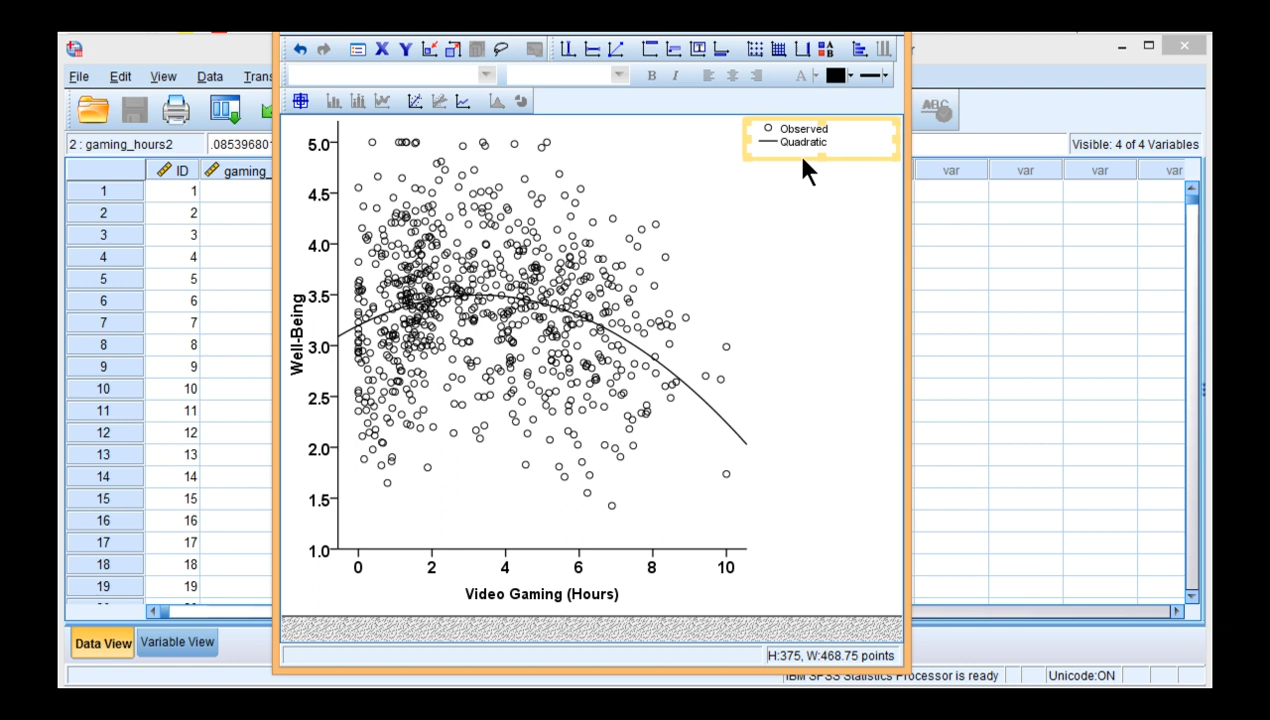 File Edit View Data Trans
B I A
ABC
2 : gaming_hours2 .08539680 Visible: 4 of 4 Variables
ID gaming_ var var var var
1 1
2 2
3 3
4 4
5 5
6 6
7 7
8 8
9 9
10 10
11 11
12 12
13 13
14 14
15 15
16 16
17 17
18 18
19 19
Observed
Quadratic
5.0
4.5
4.0
3.5
3.0
2.5
2.0
1.5
1.0
Well-Being
0 2 4 6 8 10
Video Gaming (Hours)
Data View Variable View
H:375, W:468.75 points
IBM SPSS Statistics Processor is ready Unicode:ON